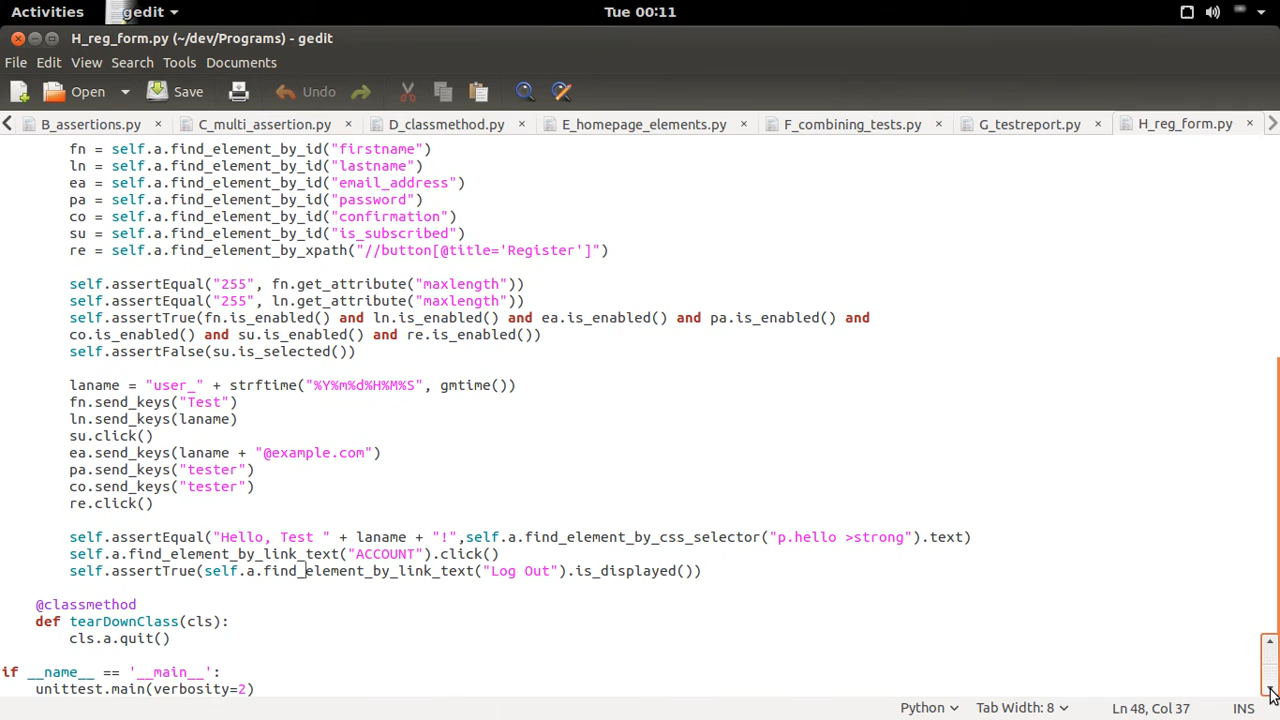 Activities gedit Tue 00:11
H_reg_form.py (~/dev/Programs) - gedit
File Edit View Search Tools Documents
Open Save Undo
B_assertions.py × C_multi_assertion.py × D_classmethod.py × E_homepage_elements.py × F_combining_tests.py × G_testreport.py × H_reg_form.py ×
fn = self.a.find_element_by_id("firstname")
ln = self.a.find_element_by_id("lastname")
ea = self.a.find_element_by_id("email_address")
pa = self.a.find_element_by_id("password")
co = self.a.find_element_by_id("confirmation")
su = self.a.find_element_by_id("is_subscribed")
re = self.a.find_element_by_xpath("//button[@title='Register']")
self.assertEqual("255", fn.get_attribute("maxlength"))
self.assertEqual("255", ln.get_attribute("maxlength"))
self.assertTrue(fn.is_enabled() and ln.is_enabled() and ea.is_enabled() and pa.is_enabled() and
co.is_enabled() and su.is_enabled() and re.is_enabled())
self.assertFalse(su.is_selected())
laname = "user_" + strftime("%Y%m%d%H%M%S", gmtime())
fn.send_keys("Test")
ln.send_keys(laname)
su.click()
ea.send_keys(laname + "@example.com")
pa.send_keys("tester")
co.send_keys("tester")
re.click()
self.assertEqual("Hello, Test " + laname + "!",self.a.find_element_by_css_selector("p.hello >strong").text)
self.a.find_element_by_link_text("ACCOUNT").click()
self.assertTrue(self.a.find_element_by_link_text("Log Out").is_displayed())
@classmethod
def tearDownClass(cls):
cls.a.quit()
if __name__ == '__main__':
unittest.main(verbosity=2)
Python Tab Width: 8 Ln 48, Col 37 INS